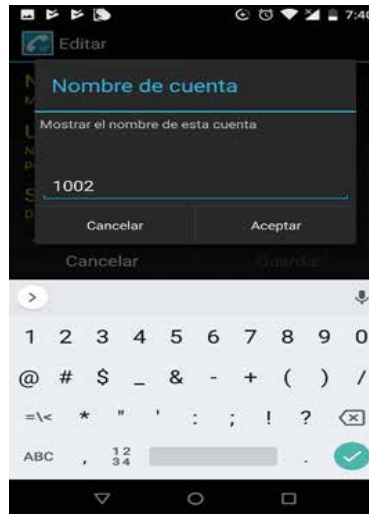 7:40
Editar
Nombre de cuenta
Mostrar el nombre de esta cuenta
1002
Cancelar Aceptar
Cancelar Guardar
1 2 3 4 5 6 7 8 9 0
@ # $ _ & - + ( ) /
=\< * " ' : ; ! ?
ABC , 12 34 .